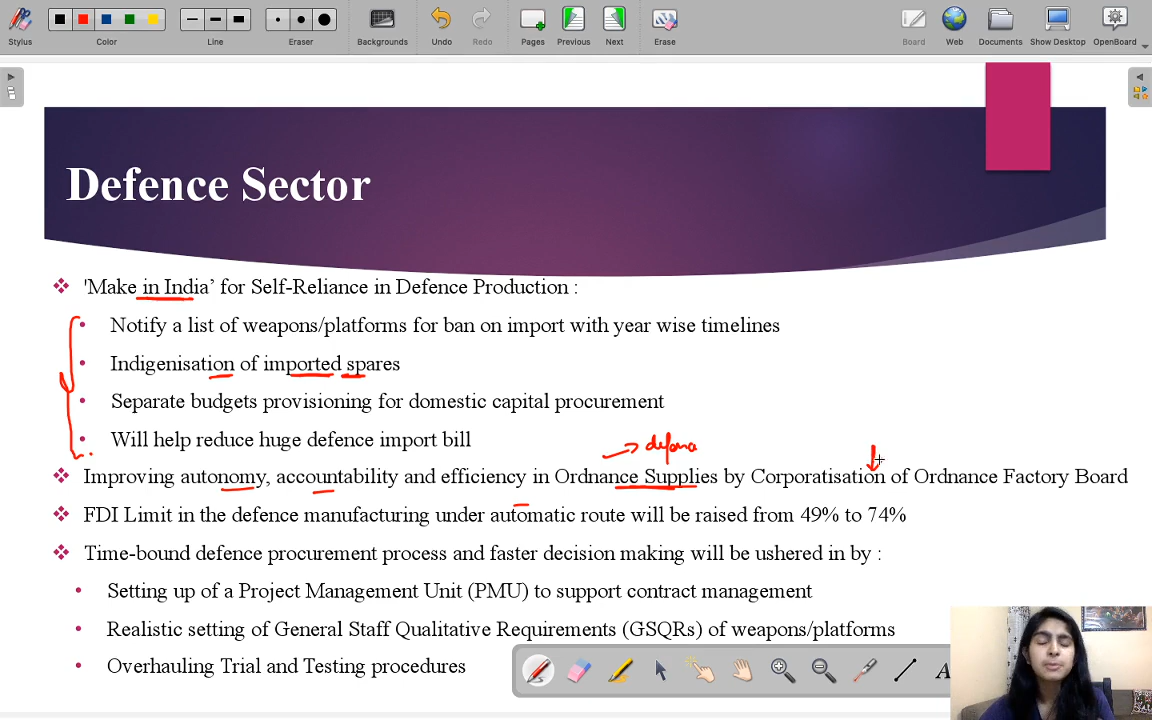 Stylus Color Line Eraser Backgrounds Undo Redo Pages Previous Next Erase Board Web Documents Show Desktop OpenBoard
Defence Sector
'Make in India’ for Self-Reliance in Defence Production :
Notify a list of weapons/platforms for ban on import with year wise timelines
Indigenisation of imported spares
Separate budgets provisioning for domestic capital procurement
Will help reduce huge defence import bill
defence
Improving autonomy, accountability and efficiency in Ordnance Supplies by Corporatisation of Ordnance Factory Board
FDI Limit in the defence manufacturing under automatic route will be raised from 49% to 74%
Time-bound defence procurement process and faster decision making will be ushered in by :
Setting up of a Project Management Unit (PMU) to support contract management
Realistic setting of General Staff Qualitative Requirements (GSQRs) of weapons/platforms
Overhauling Trial and Testing procedures
A